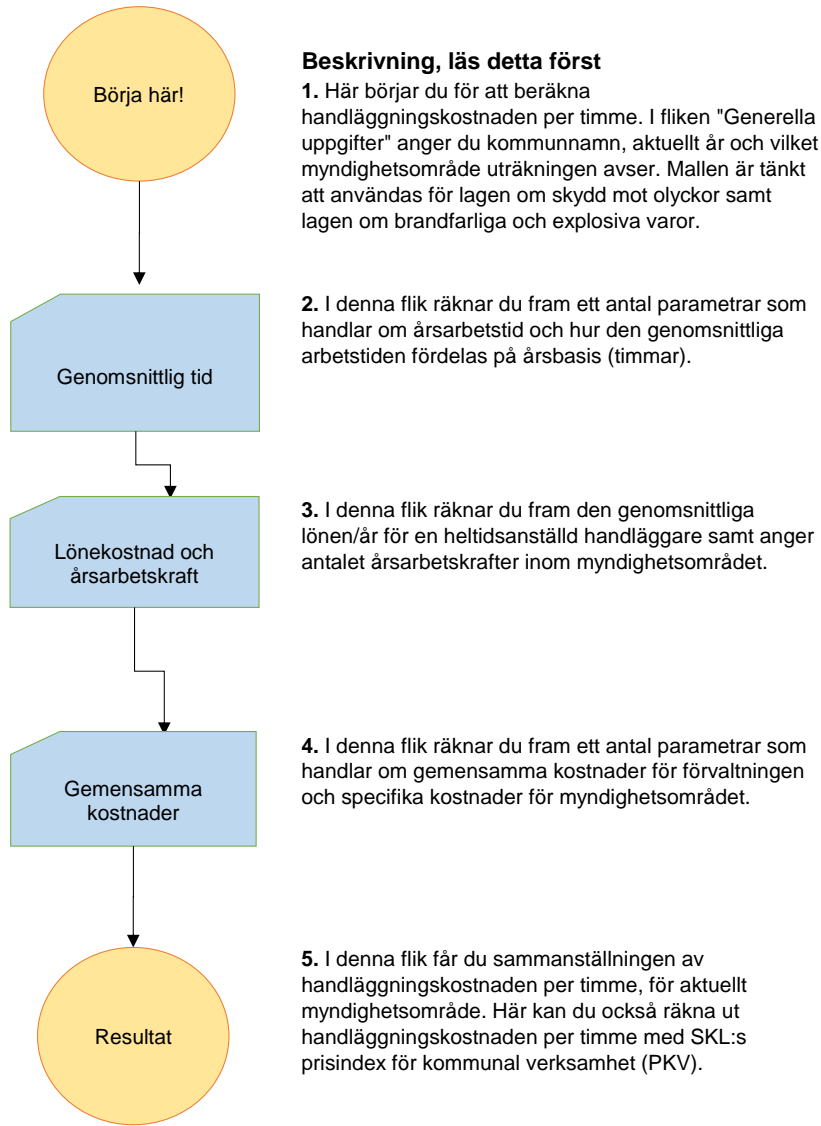 Börja här!
Beskrivning, läs detta först
1. Här börjar du för att beräkna
handläggningskostnaden per timme. I fliken "Generella
uppgifter" anger du kommunnamn, aktuellt år och vilket
myndighetsområde uträkningen avser. Mallen är tänkt
att användas för lagen om skydd mot olyckor samt
lagen om brandfarliga och explosiva varor.
Genomsnittlig tid
2. I denna flik räknar du fram ett antal parametrar som
handlar om årsarbetstid och hur den genomsnittliga
arbetstiden fördelas på årsbasis (timmar).
Lönekostnad och
årsarbetskraft
3. I denna flik räknar du fram den genomsnittliga
lönen/år för en heltidsanställd handläggare samt anger
antalet årsarbetskrafter inom myndighetsområdet.
Gemensamma
kostnader
4. I denna flik räknar du fram ett antal parametrar som
handlar om gemensamma kostnader för förvaltningen
och specifika kostnader för myndighetsområdet.
Resultat
5. I denna flik får du sammanställningen av
handläggningskostnaden per timme, för aktuellt
myndighetsområde. Här kan du också räkna ut
handläggningskostnaden per timme med SKL:s
prisindex för kommunal verksamhet (PKV).